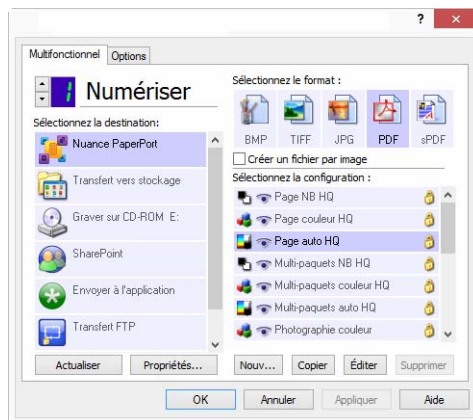 ?
Multifonctionnel Options
1 Numériser
Sélectionnez la destination:
Nuance PaperPort
Transfert vers stockage
Graver sur CD-ROM E:
SharePoint
Envoyer à l'application
Transfert FTP
Actualiser Propriétés...
Sélectionnez le format :
BMP TIFF JPG PDF sPDF
Créer un fichier par image
Sélectionnez la configuration :
Page NB HQ
Page couleur HQ
Page auto HQ
Multi-paquets NB HQ
Multi-paquets couleur HQ
Multi-paquets auto HQ
Photographie couleur
Nouv... Copier Éditer Supprimer
OK Annuler Appliquer Aide